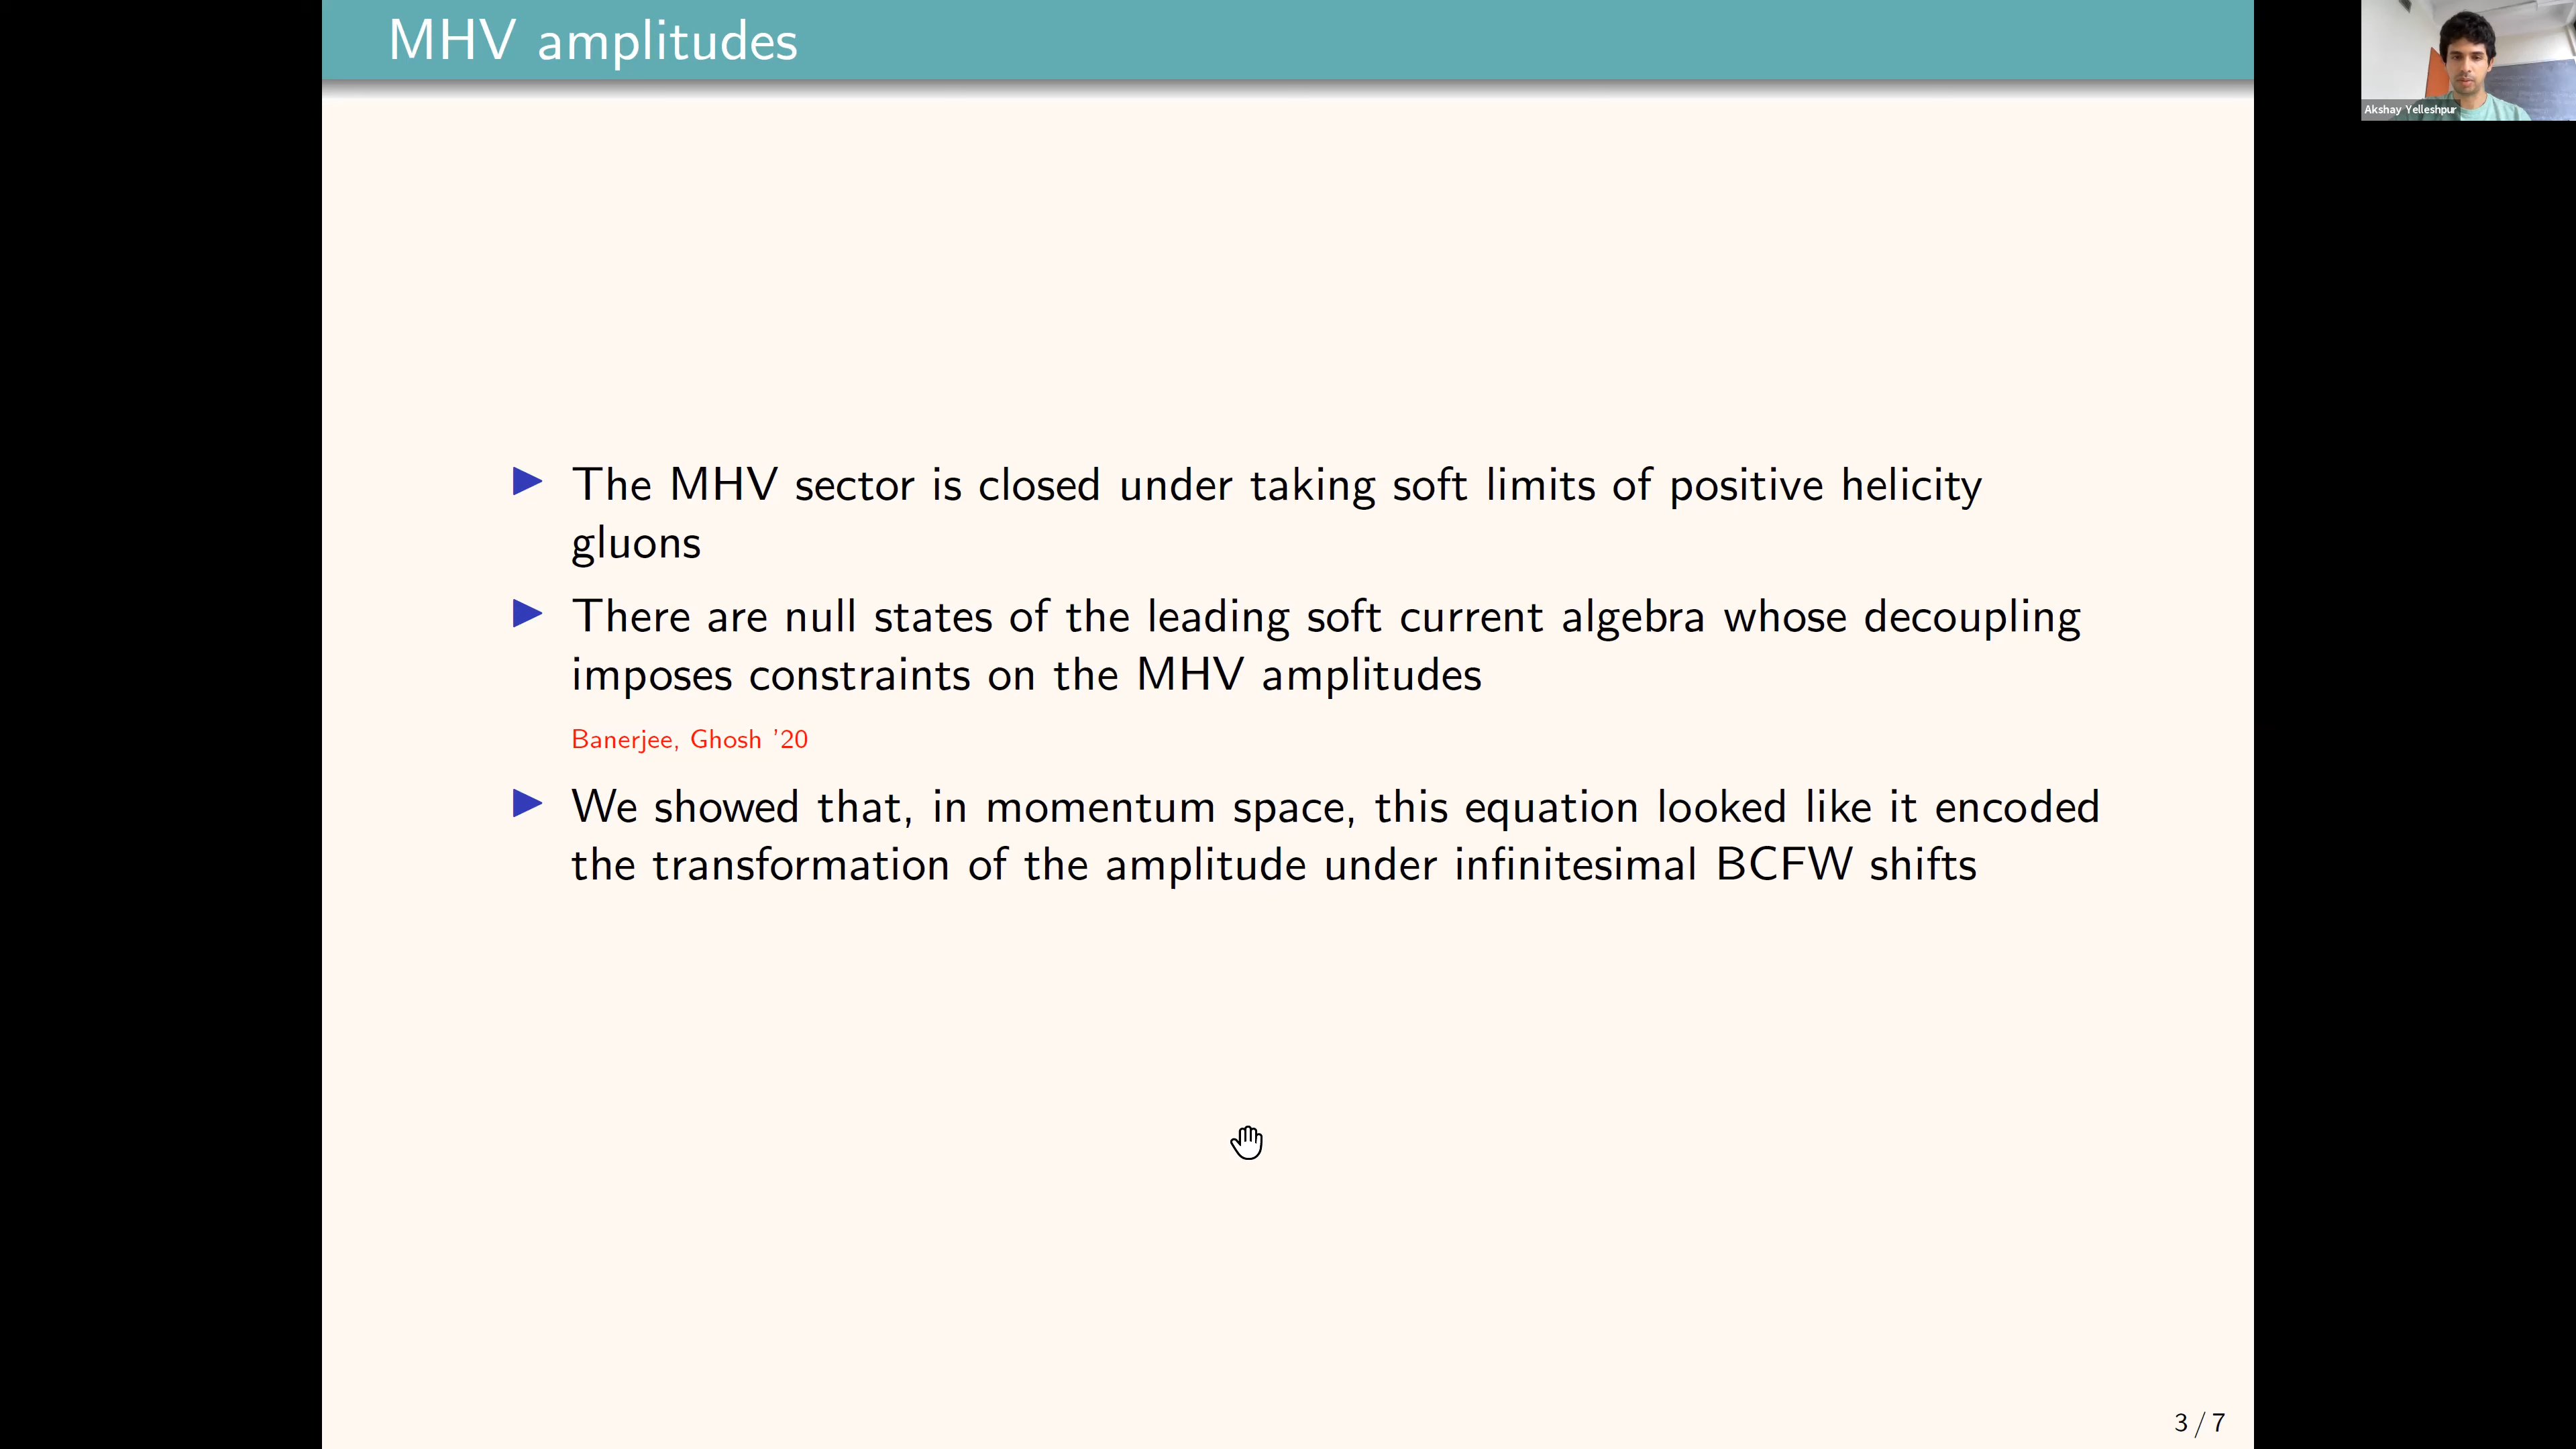 MHV amplitudes
Akshay Yelleshpur
▶ The MHV sector is closed under taking soft limits of positive helicity
gluons
▶ There are null states of the leading soft current algebra whose decoupling
imposes constraints on the MHV amplitudes
Banerjee, Ghosh '20
▶ We showed that, in momentum space, this equation looked like it encoded
the transformation of the amplitude under infinitesimal BCFW shifts
3 / 7